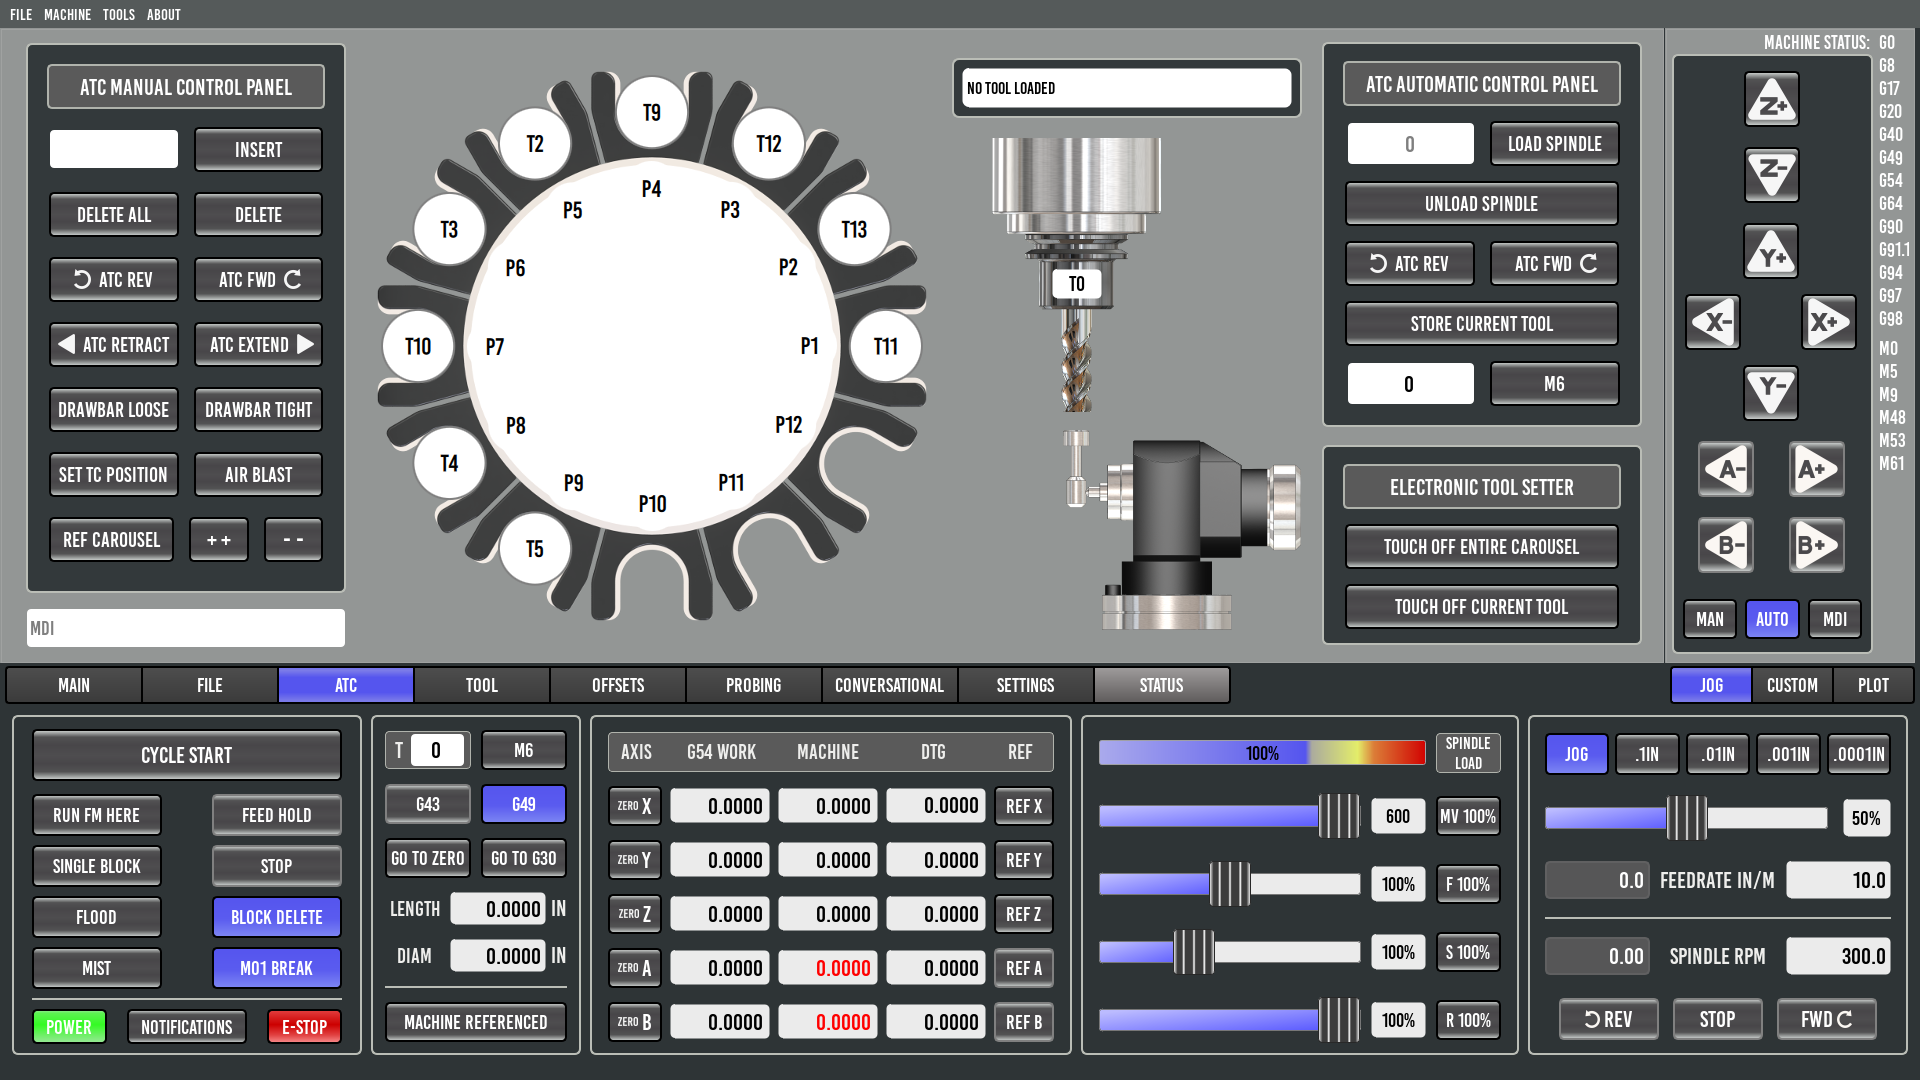 FILE MACHINE TOOLS ABOUT
ATC MANUAL CONTROL PANEL
INSERT
DELETE ALL DELETE
ATC REV ATC FWD
ATC RETRACT ATC EXTEND
DRAWBAR LOOSE DRAWBAR TIGHT
SET TC POSITION AIR BLAST
REF CAROUSEL ++ --
MDI
T9
T2 T12
T3 T13
T10 T11
T4
T5
P4
P5 P3
P6 P2
P7 P1
P8 P12
P9 P11
P10
NO TOOL LOADED
T0
ATC AUTOMATIC CONTROL PANEL
0 LOAD SPINDLE
UNLOAD SPINDLE
ATC REV ATC FWD
STORE CURRENT TOOL
0 M6
ELECTRONIC TOOL SETTER
TOUCH OFF ENTIRE CAROUSEL
TOUCH OFF CURRENT TOOL
MACHINE STATUS: G0
G8
G17
G20
G40
G49
G54
G64
G90
G91.1
G94
G97
G98
M0
M5
M9
M48
M53
M61
Z+
Z-
Y+
X- X+
Y-
A- A+
B- B+
MAN AUTO MDI
MAIN FILE ATC TOOL OFFSETS PROBING CONVERSATIONAL SETTINGS STATUS
JOG CUSTOM PLOT
CYCLE START
RUN FM HERE FEED HOLD
SINGLE BLOCK STOP
FLOOD BLOCK DELETE
MIST M01 BREAK
POWER NOTIFICATIONS E-STOP
T 0 M6
G43 G49
GO TO ZERO GO TO G30
LENGTH 0.0000 IN
DIAM 0.0000 IN
MACHINE REFERENCED
AXIS G54 WORK MACHINE DTG REF
ZERO X 0.0000 0.0000 0.0000 REF X
ZERO Y 0.0000 0.0000 0.0000 REF Y
ZERO Z 0.0000 0.0000 0.0000 REF Z
ZERO A 0.0000 0.0000 0.0000 REF A
ZERO B 0.0000 0.0000 0.0000 REF B
100% SPINDLE
LOAD
600 MV 100%
100% F 100%
100% S 100%
100% R 100%
JOG .1IN .01IN .001IN .0001IN
50%
0.0 FEEDRATE IN/M 10.0
0.00 SPINDLE RPM 300.0
REV STOP FWD